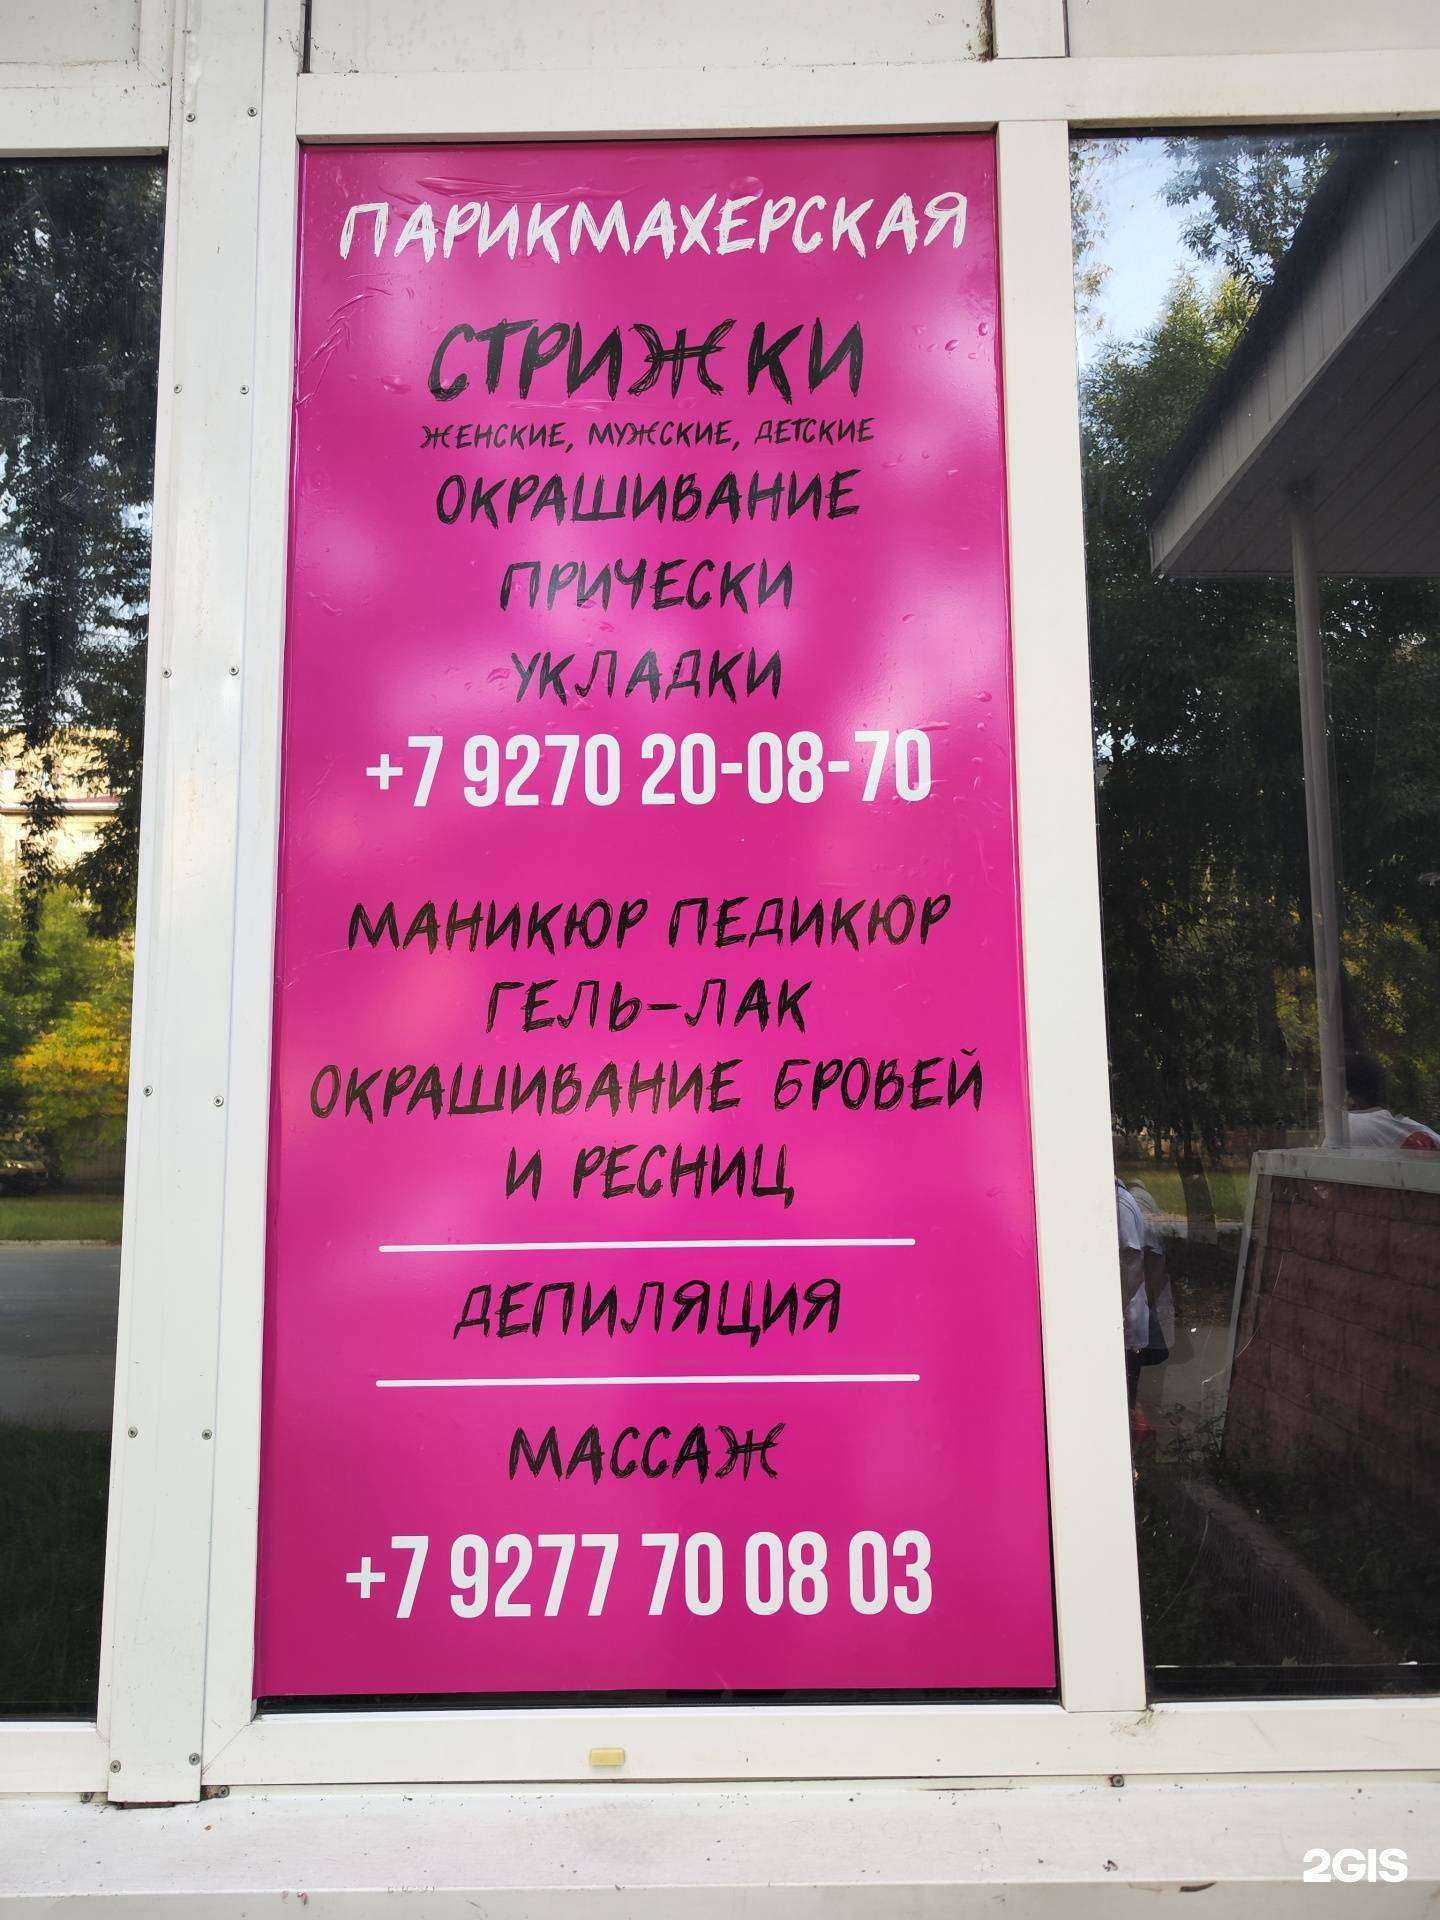 ПАРИКМАХЕРСКАЯ
СТРИЖКИ
ЖЕНСКИЕ, МУЖСКИЕ, ДЕТСКИЕ
ОКРАШИВАНИЕ
ПРИЧЕСКИ
УКЛАДКИ
+7 9270 20-08-70
МАНИКЮР ПЕДИКЮР
ГЕЛЬ-ЛАК
ОКРАШИВАНИЕ БРОВЕЙ
И РЕСНИЦ
ДЕПИЛЯЦИЯ
МАССАЖ
+7 9277 70 08 03
2GIS